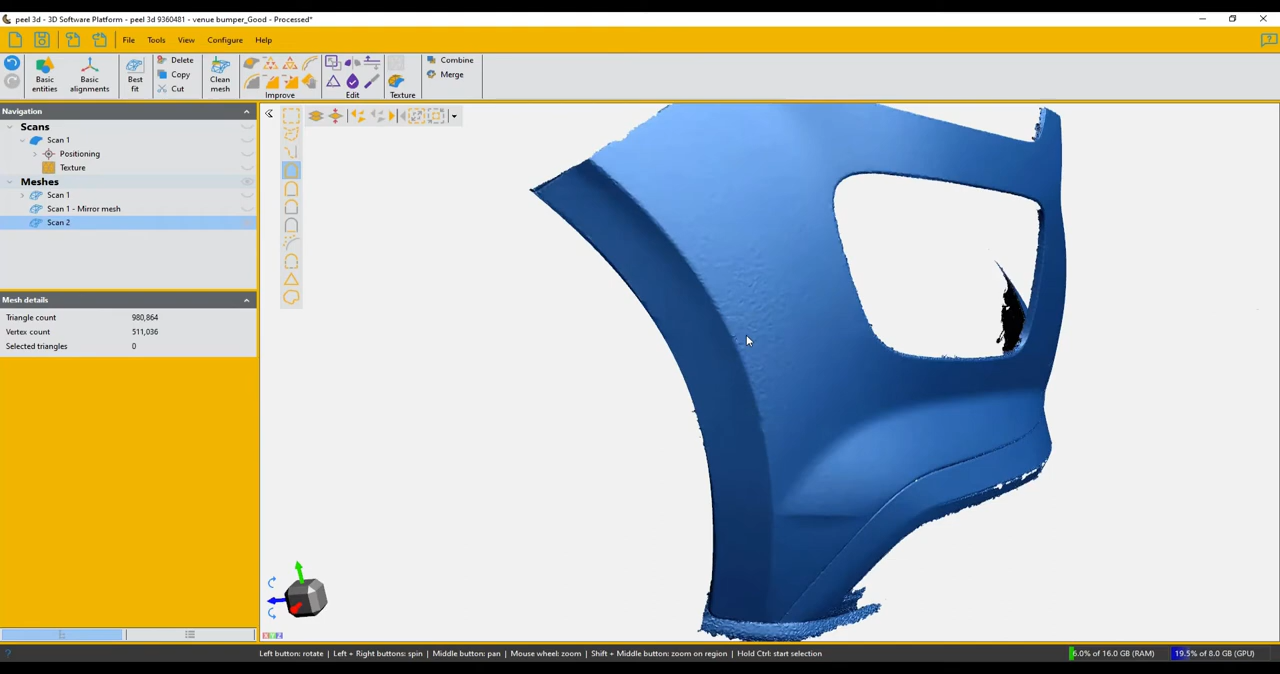 peel 3d - 3D Software Platform - peel 3d 9360481 - venue bumper_Good - Processed*
File Tools View Configure Help
Basic entities
Basic alignments
Best fit
Delete
Copy
Cut
Clean mesh
Improve
Edit
Texture
Combine
Merge
Navigation
Scans
Scan 1
Positioning
Texture
Meshes
Scan 1
Scan 1 - Mirror mesh
Scan 2
Mesh details
Triangle count 980,864
Vertex count 511,036
Selected triangles 0
Left button: rotate | Left + Right buttons: spin | Middle button: pan | Mouse wheel: zoom | Shift + Middle button: zoom on region | Hold Ctrl: start selection
6.0% of 16.0 GB (RAM) 19.5% of 8.0 GB (GPU)